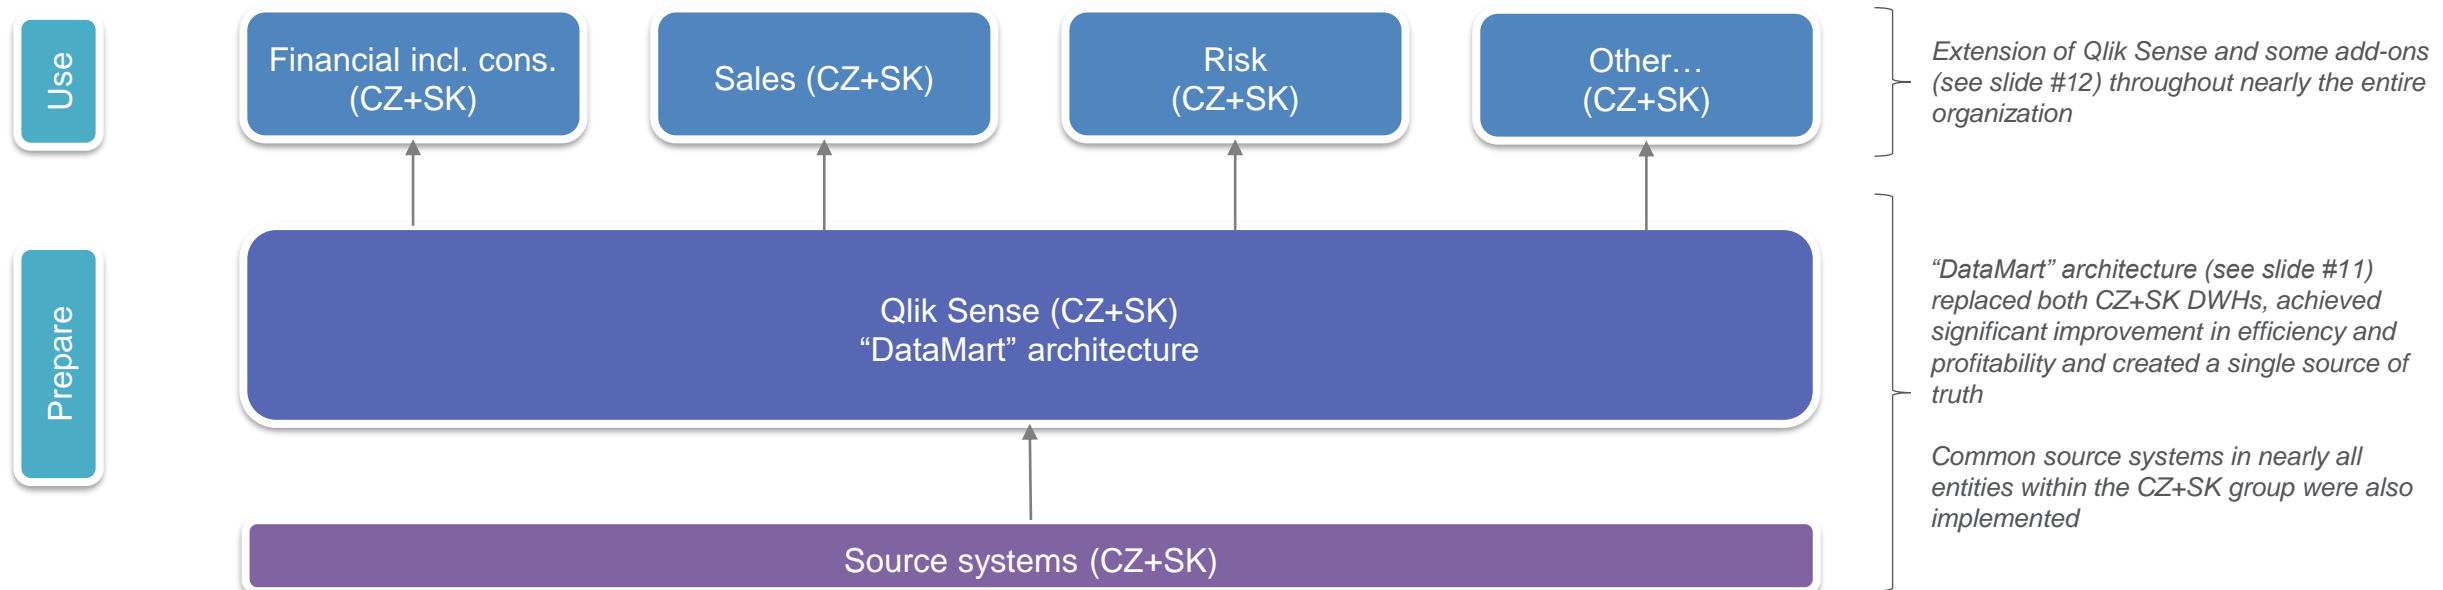 Use
Financial incl. cons.
(CZ+SK)
Sales (CZ+SK)
Risk
(CZ+SK)
Other…
(CZ+SK)
Extension of Qlik Sense and some add-ons
(see slide #12) throughout nearly the entire
organization
Prepare
Qlik Sense (CZ+SK)
“DataMart” architecture
“DataMart” architecture (see slide #11)
replaced both CZ+SK DWHs, achieved
significant improvement in efficiency and
profitability and created a single source of
truth
Common source systems in nearly all
entities within the CZ+SK group were also
implemented
Source systems (CZ+SK)